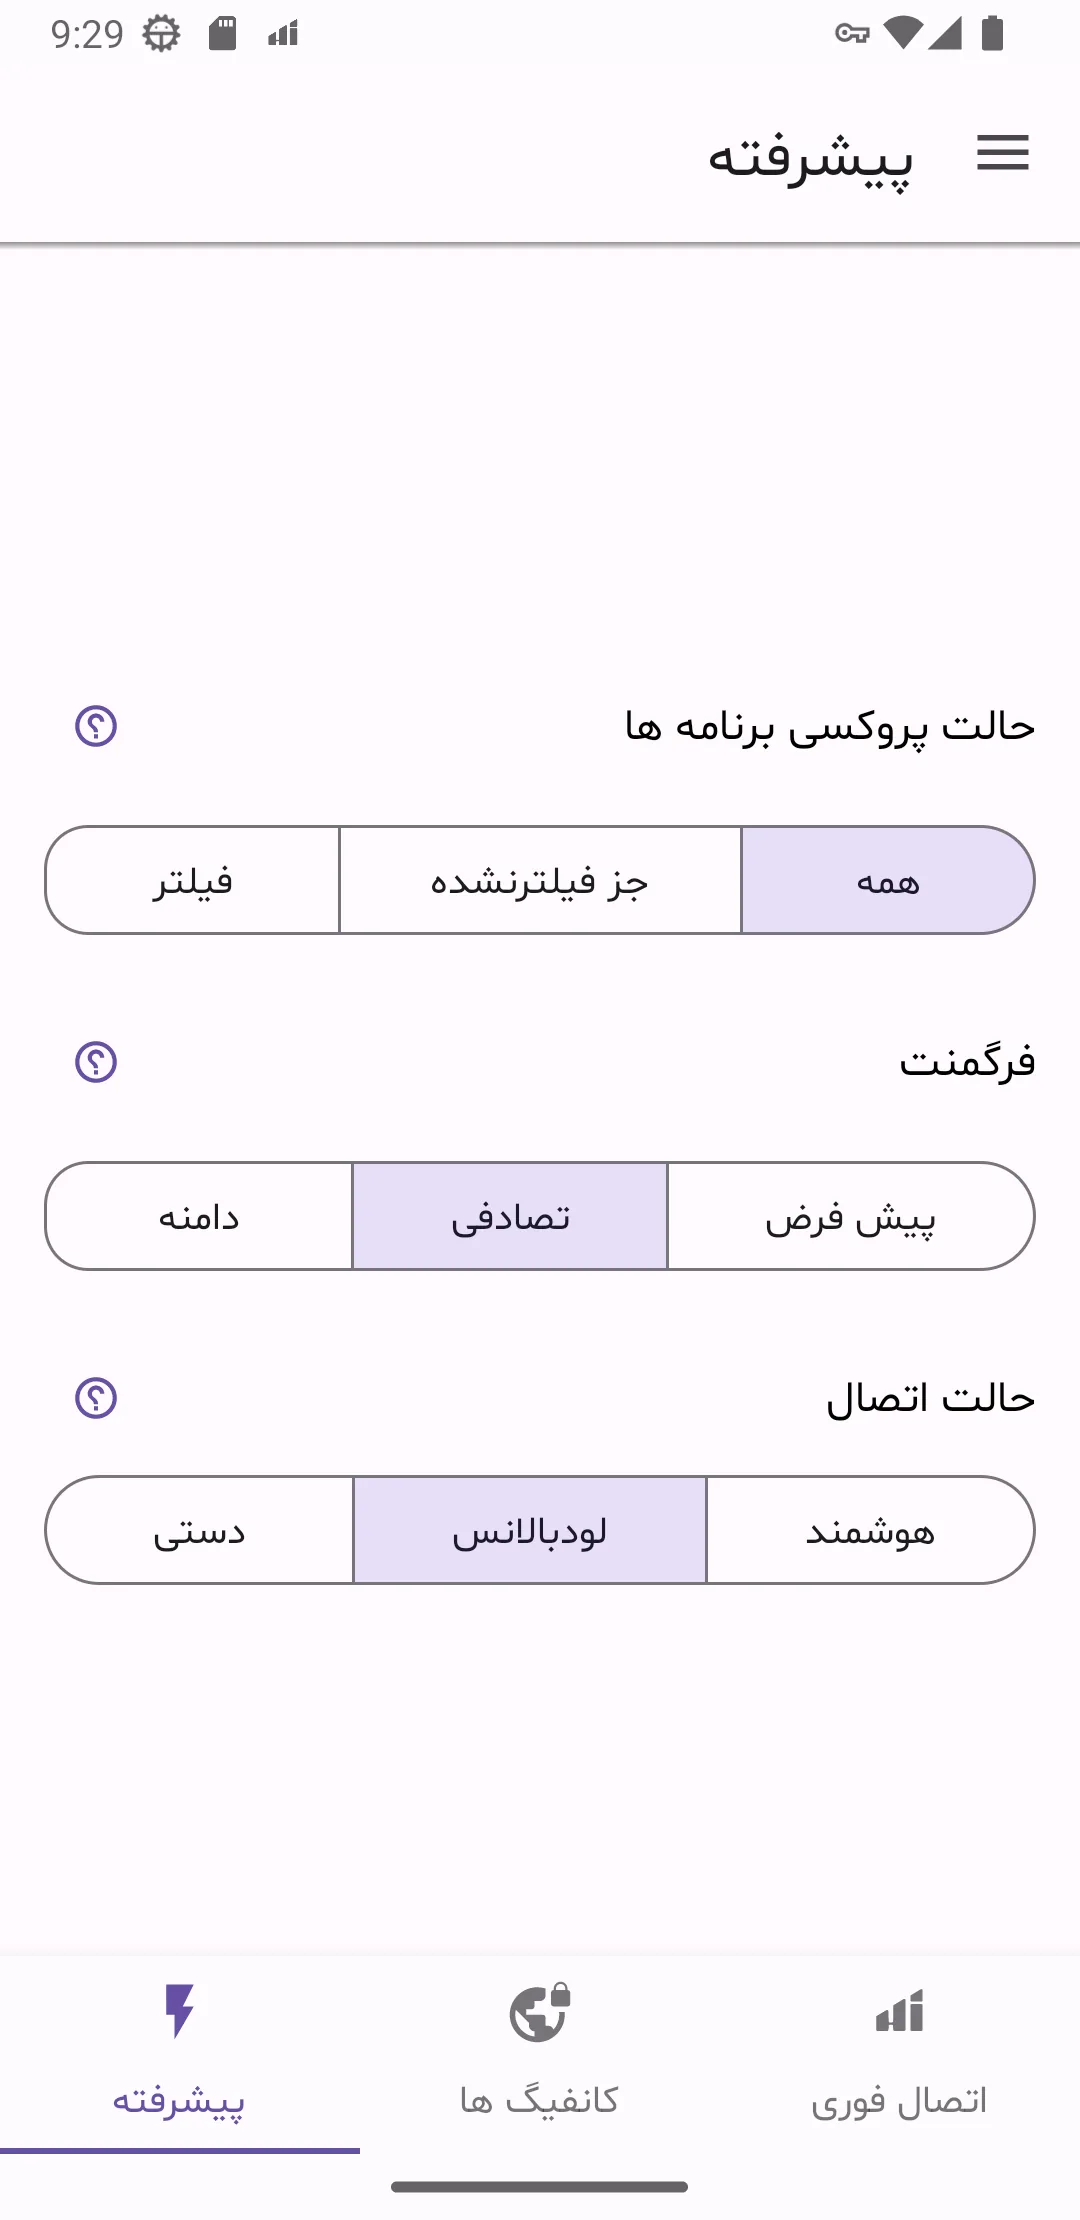 9:29
پیشرفته
حالت پروکسی برنامه ها
همه
جز فیلترنشده
فیلتر
فرگمنت
پیش فرض
تصادفی
دامنه
حالت اتصال
هوشمند
لودبالانس
دستی
اتصال فوری
کانفیگ ها
پیشرفته